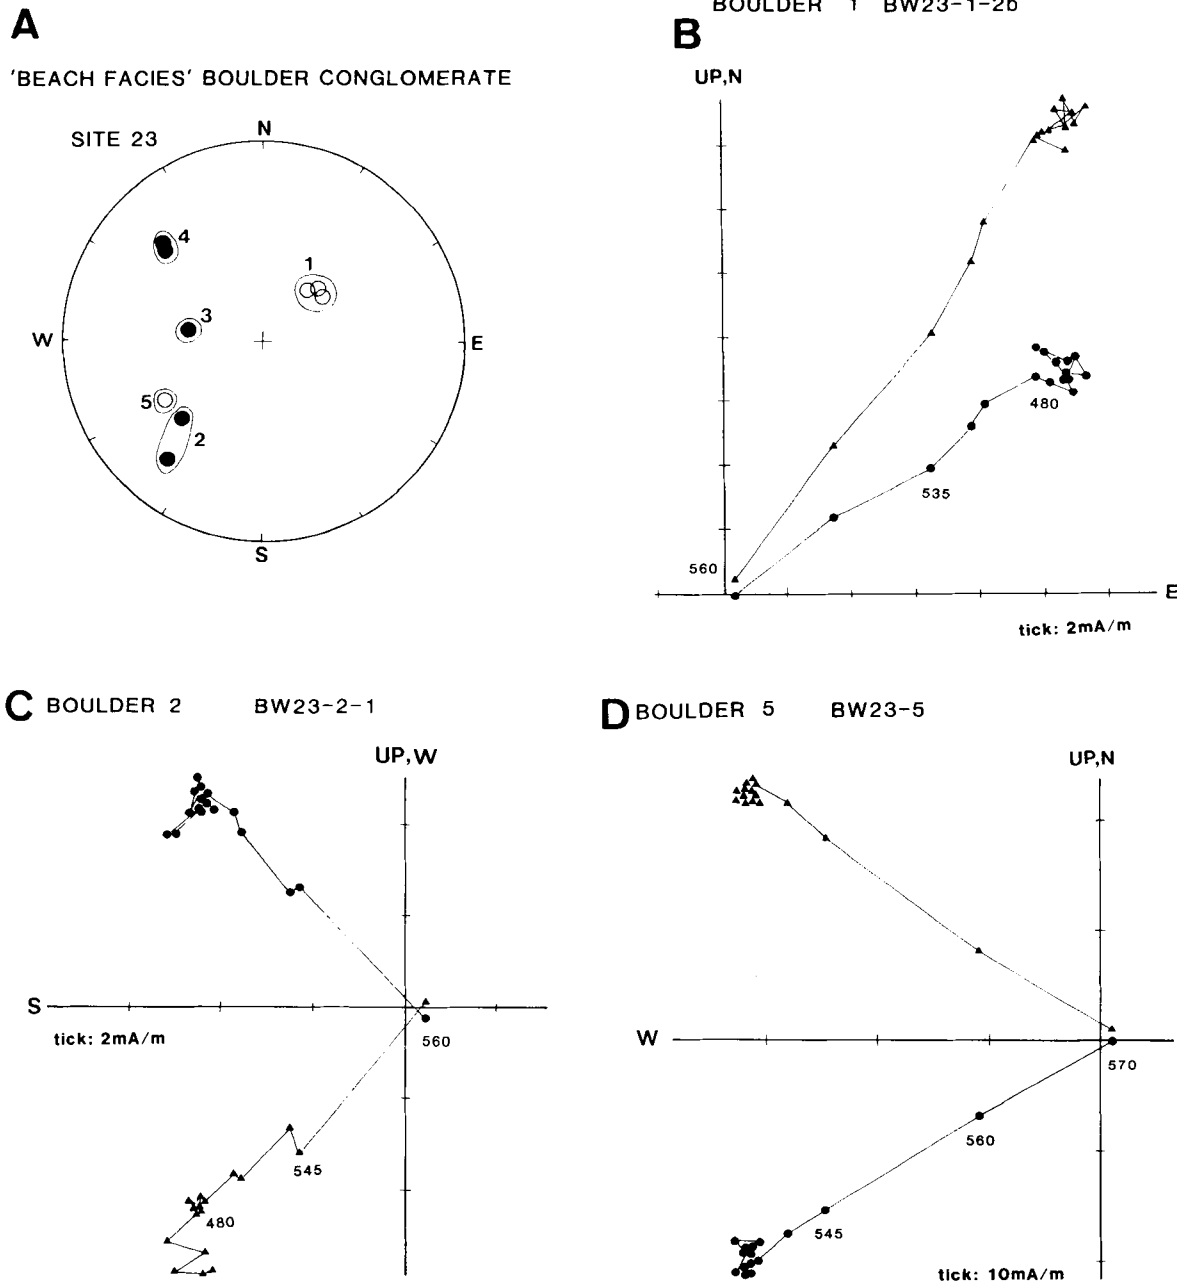 A
'BEACH FACIES' BOULDER CONGLOMERATE
SITE 23
N
4
1
3
W
E
5
2
S
BOULDER 1 BW23-1-2b
B
UP,N
480
535
560
E
tick: 2mA/m
C BOULDER 2 BW23-2-1
UP,W
S
tick: 2mA/m
560
545
480
D BOULDER 5 BW23-5
UP,N
W
570
560
545
tick: 10mA/m